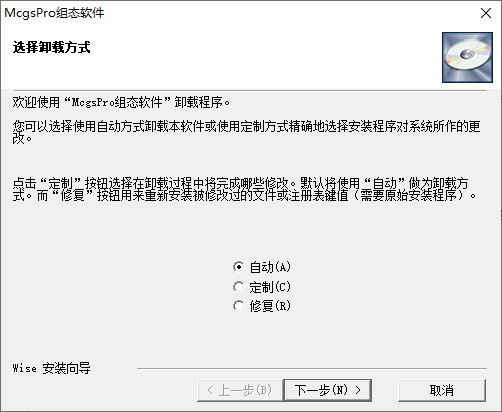 McgsPro组态软件
选择卸载方式
欢迎使用“McgsPro组态软件”卸载程序。
您可以选择使用自动方式卸载本软件或使用定制方式精确地选择安装程序对系统所作的更
改。
点击“定制”按钮选择在卸载过程中将完成哪些修改。默认将使用“自动”做为卸载方
式。而“修复”按钮用来重新安装被修改过的文件或注册表键值（需要原始安装程序）。
自动(A)
定制(C)
修复(R)
Wise 安装向导
< 上一步(B)
下一步(N) >
取消